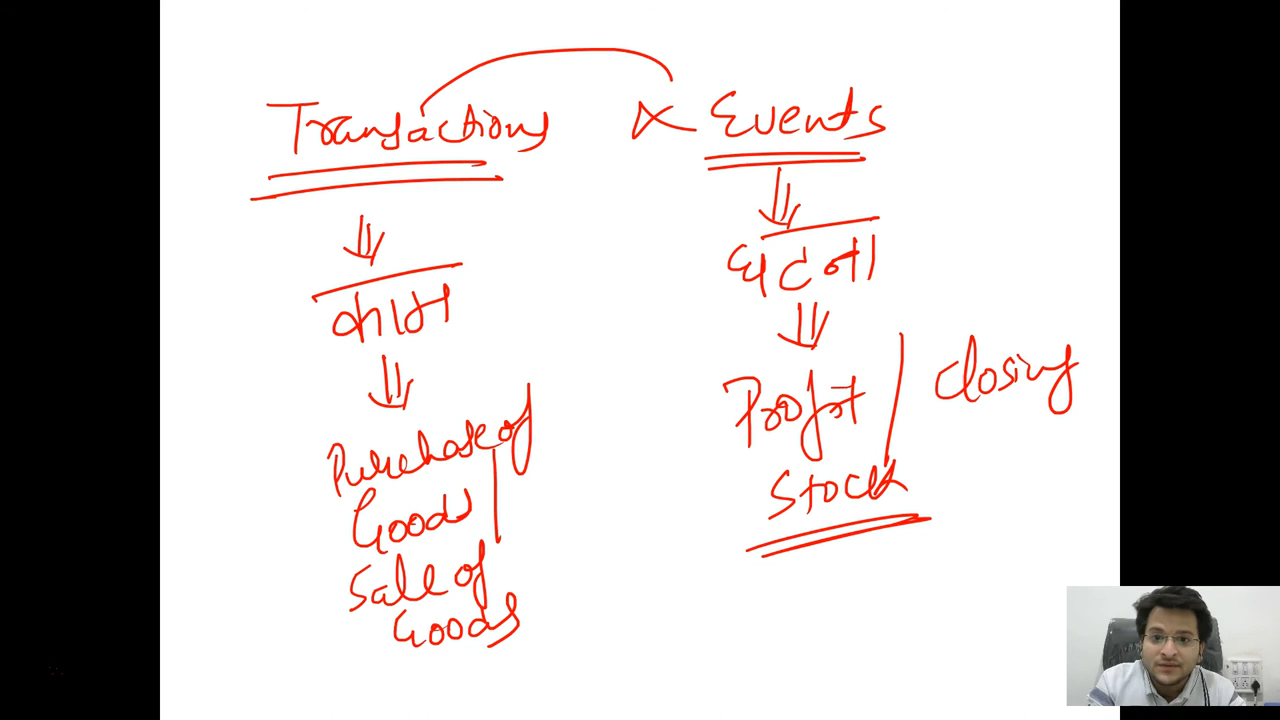 Transactions & Events
काम
घटना
Purchase of
Goods
Sale of
Goods
Profit
Stock
Closing